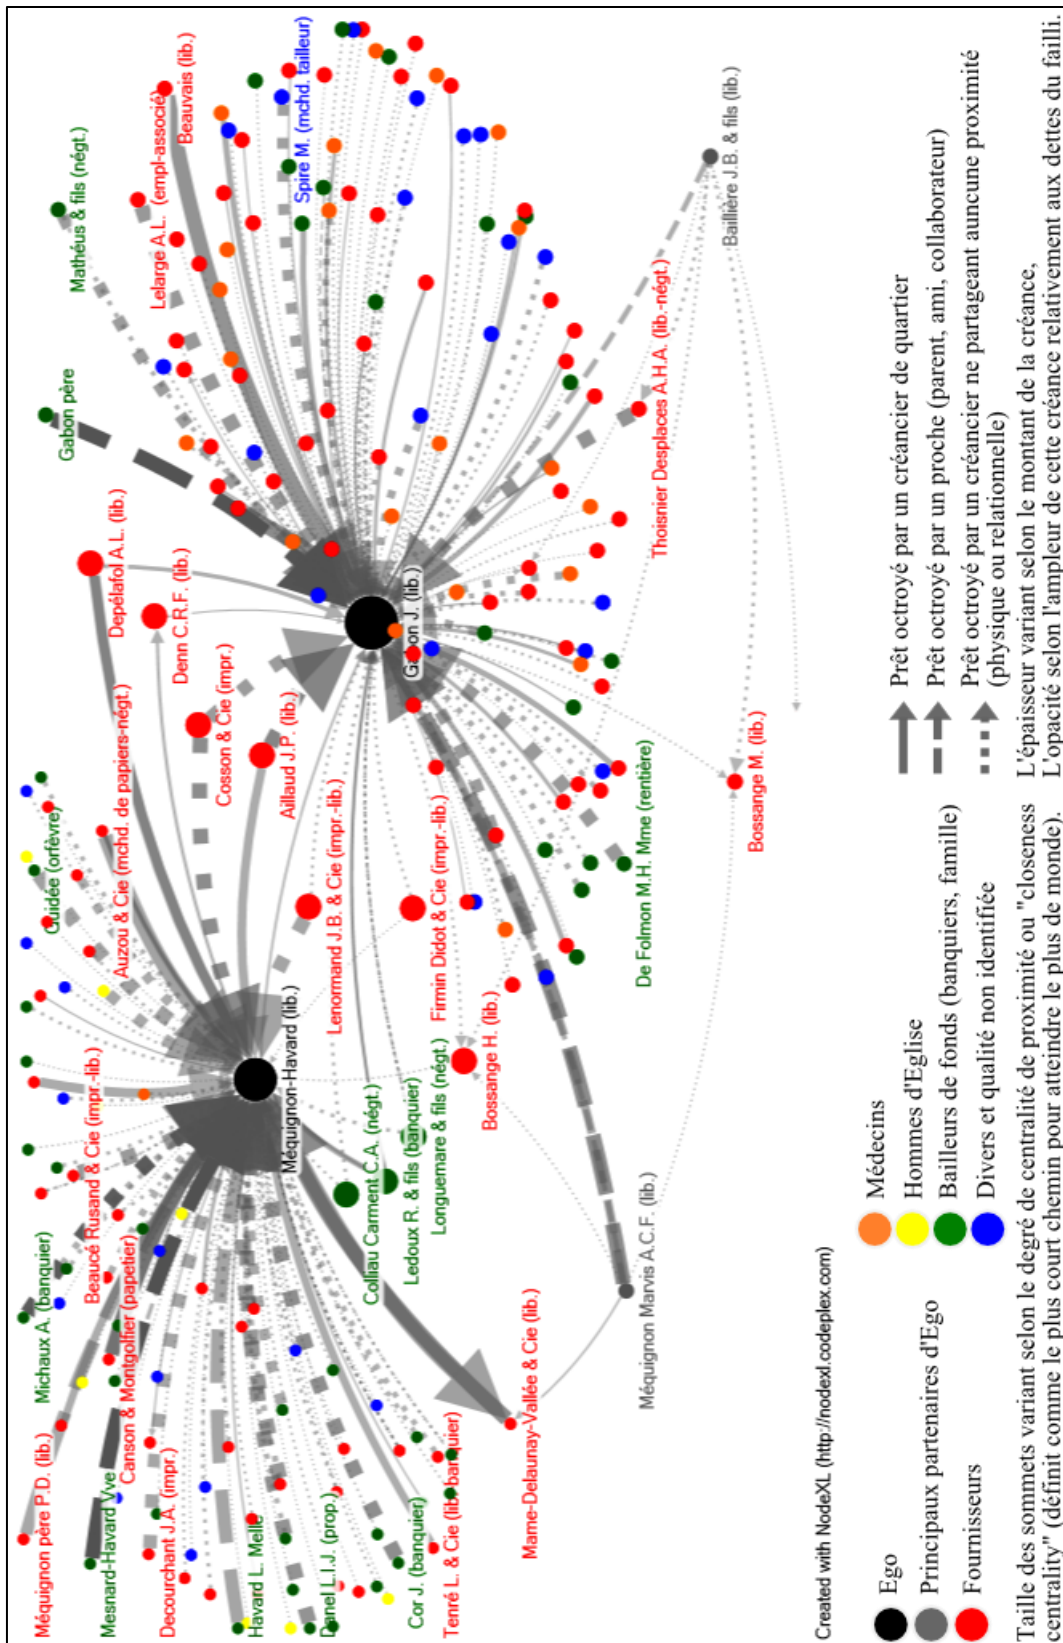 Méquignon père P.D. (lib.)
Mesnard-Havard Vve
Canson & Montgolfier (papetier)
Decourchant J.A. (impr.)
Havard L. Melle
Danel L.I.J. (prop.)
Cor J. (banquier)
Tenré L. & Cie (lib.-banquier)
Michaux A. (banquier)
Beaucé Rusand & Cie (impr.-lib.)
Guidée (orfèvre)
Auzou & Cie (mchd. de papiers-négt.)
Méquignon-Havard (lib.)
Mame-Delaunay-Vallée & Cie (lib.)
Colliau Carment C.A. (négt.)
Ledoux R. & fils (banquier)
Longuemare & fils (négt.)
Bossange H. (lib.)
Méquignon Marvis A.C.F. (lib.)
Depélafol A.L. (lib.)
Denn C.R.F. (lib.)
Cosson & Cie (impr.)
Aillaud J.P. (lib.)
Lenormand J.B. & Cie (impr.-lib.)
Firmin Didot & Cie (impr.-lib.)
De Folmon M.H. Mme (rentière)
Bossange M. (lib.)
Gabon père
Mathéus & fils (négt.)
Lelarge A.L. (empl-associé)
Beauvais (lib.)
Spire M. (mchd. tailleur)
Gabon J. (lib.)
Thoisnier Desplaces A.H.A. (lib.-négt.)
Baillière J.B. & fils (lib.)
Created with NodeXL (http://nodexl.codeplex.com)
Ego
Principaux partenaires d'Ego
Fournisseurs
Médecins
Hommes d'Eglise
Bailleurs de fonds (banquiers, famille)
Divers et qualité non identifiée
Prêt octroyé par un créancier de quartier
Prêt octroyé par un proche (parent, ami, collaborateur)
Prêt octroyé par un créancier ne partageant aucune proximité
(physique ou relationnelle)
Taille des sommets variant selon le degré de centralité de proximité ou "closeness
centrality" (définit comme le plus court chemin pour atteindre le plus de monde).
L'épaisseur variant selon le montant de la créance,
L'opacité selon l'ampleur de cette créance relativement aux dettes du failli.